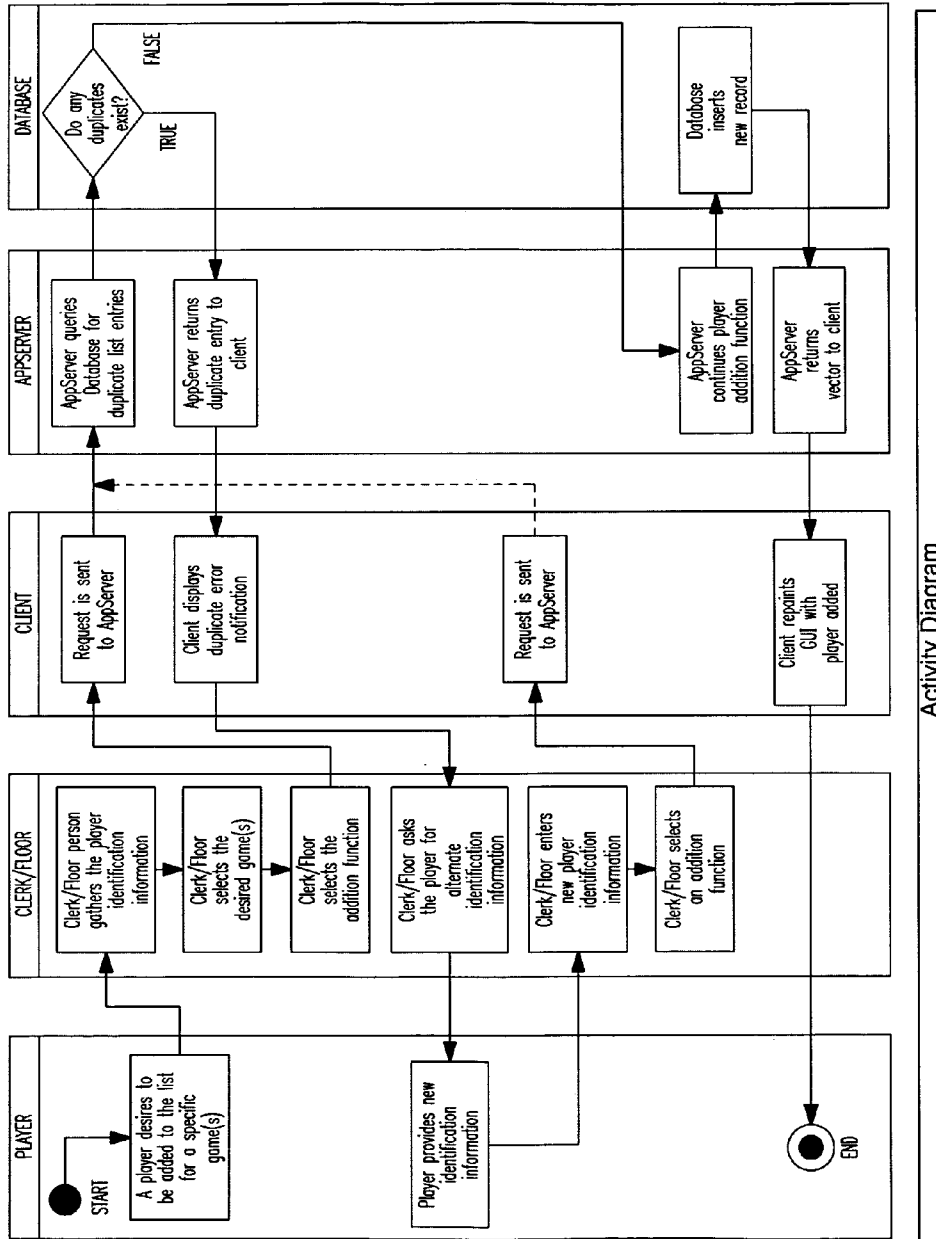 PLAYER
START
A player desires to
be added to the list
for a specific
game(s)
Player provides new
identification
information
END
CLERK/FLOOR
Clerk/Floor person
gathers the player
identification
information
Clerk/Floor
selects the
desired game(s)
Clerk/Floor
selects the
addition function
Clerk/Floor asks
the player for
alternate
identification
information
Clerk/Floor enters
new player
identification
information
Clerk/Floor selects
an addition
function
CLIENT
Request is sent
to AppServer
Client displays
duplicate error
notification
Request is sent
to AppServer
Client repaints
GUI with
player added
APPSERVER
AppServer queries
Database for
duplicate list entries
AppServer returns
duplicate entry to
client
AppServer
continues player
addition function
AppServer
returns
vector to client
DATABASE
Do any
duplicates
exist?
TRUE
FALSE
Database
inserts
new record
Activity Diagram